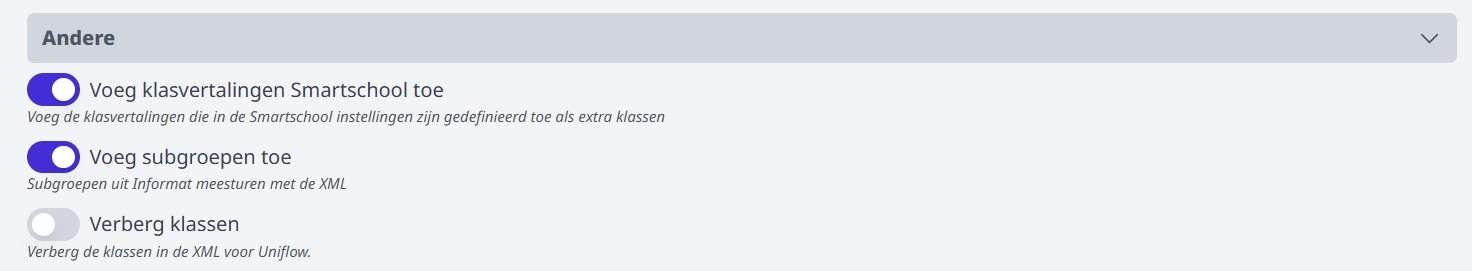 Andere
Voeg klasvertalingen Smartschool toe
Voeg de klasvertalingen die in de Smartschool instellingen zijn gedefinieerd toe als extra klassen
Voeg subgroepen toe
Subgroepen uit Informat meesturen met de XML
Verberg klassen
Verberg de klassen in de XML voor Uniflow.